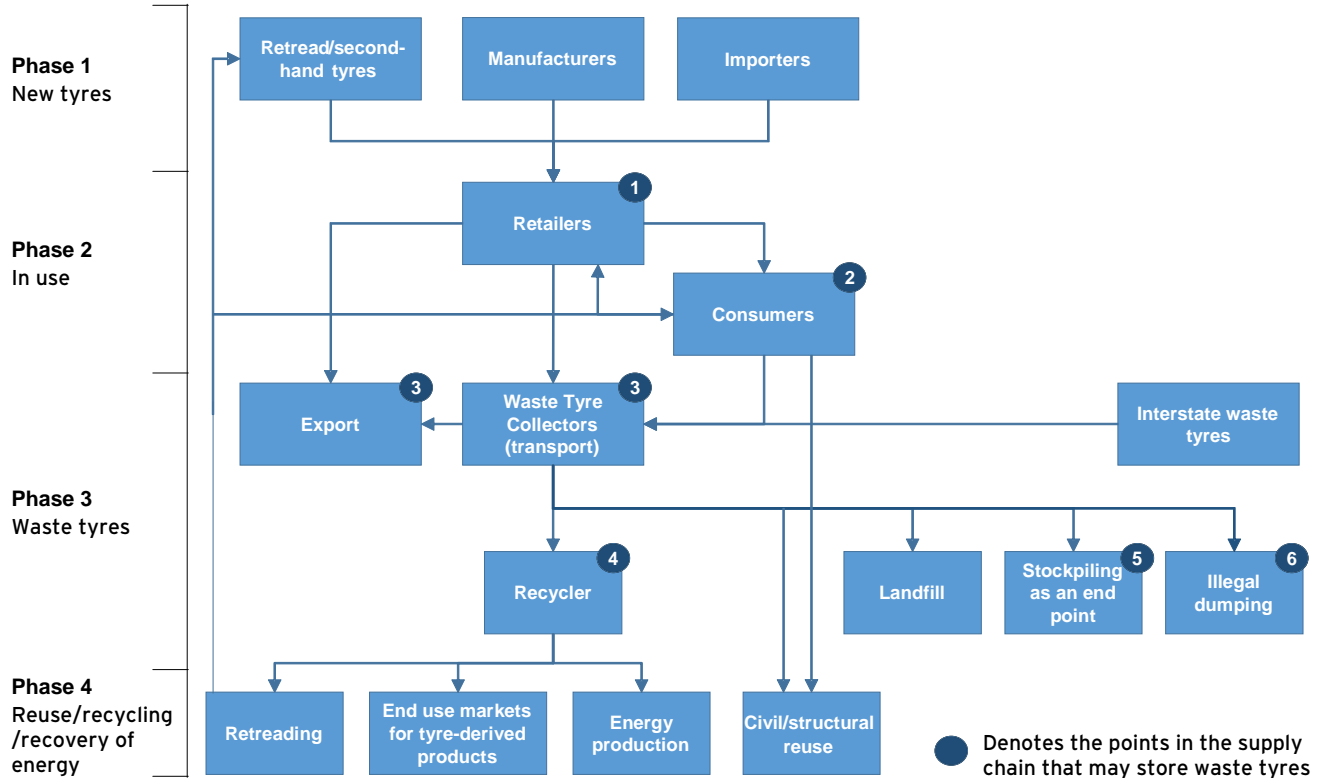 Phase 1
New tyres
Retread/second-
hand tyres
Manufacturers
Importers
Phase 2
In use
1
Retailers
2
Consumers
Phase 3
Waste tyres
3
Export
3
Waste Tyre
Collectors
(transport)
Interstate waste
tyres
4
Recycler
Landfill
5
Stockpiling
as an end
point
6
Illegal
dumping
Phase 4
Reuse/recycling
/recovery of
energy
Retreading
End use markets
for tyre-derived
products
Energy
production
Civil/structural
reuse
Denotes the points in the supply
chain that may store waste tyres